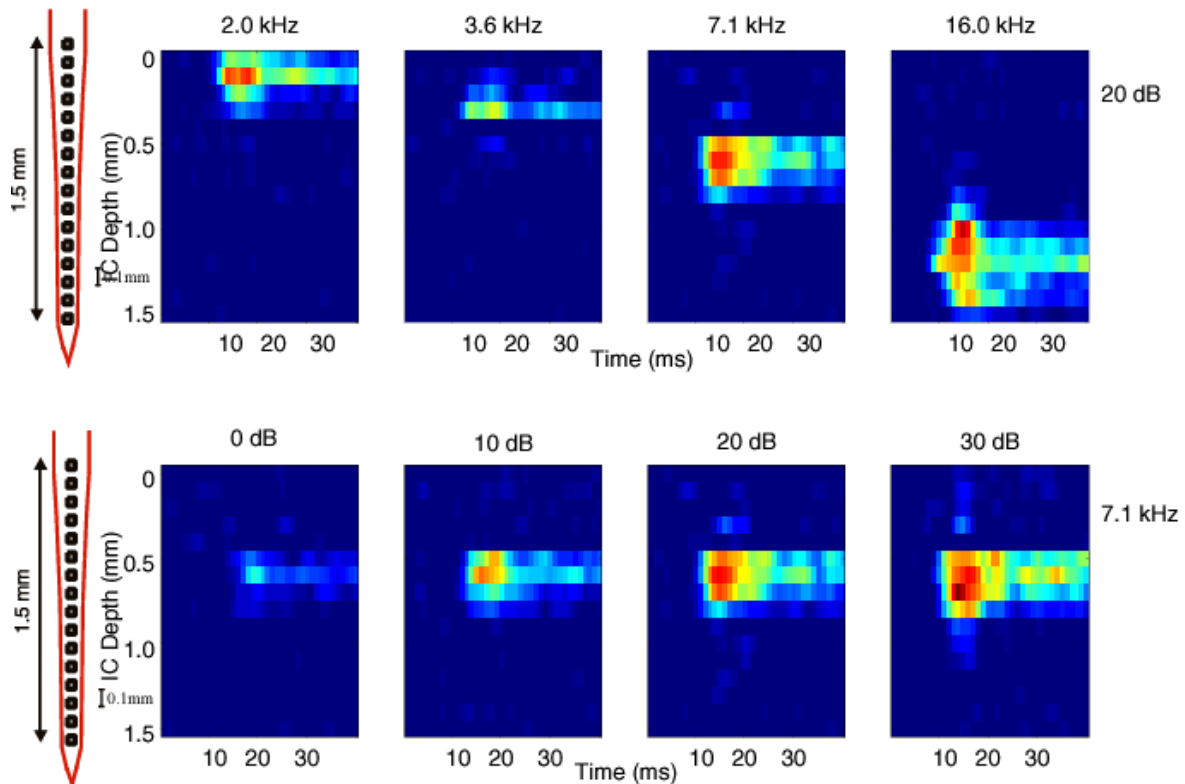 2.0 kHz 3.6 kHz 7.1 kHz 16.0 kHz
20 dB
1.5 mm
IC Depth (mm)
0
0.5
1.0
1.5
0.1mm
10 20 30 10 20 30 10 20 30 10 20 30
Time (ms)
0 dB 10 dB 20 dB 30 dB
7.1 kHz
1.5 mm
IC Depth (mm)
0
0.5
1.0
1.5
0.1mm
10 20 30 10 20 30 10 20 30 10 20 30
Time (ms)